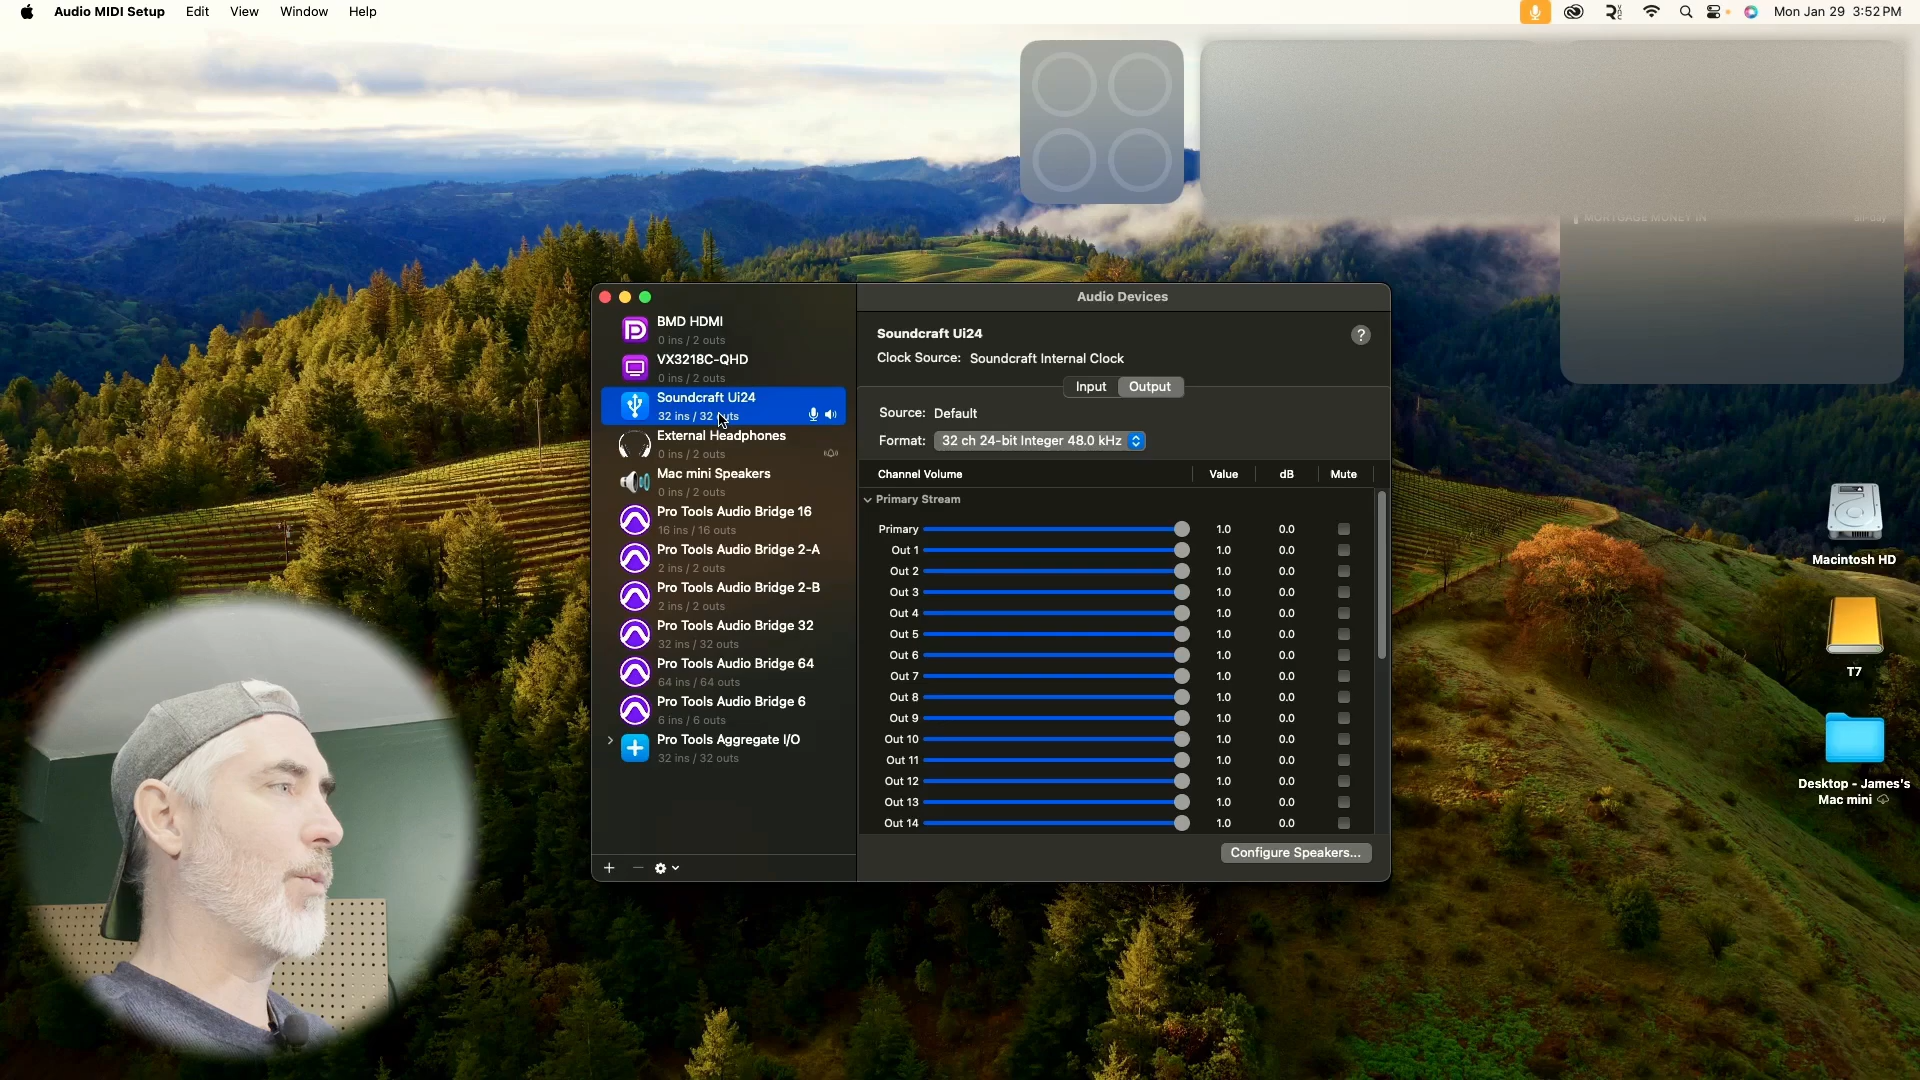 Audio MIDI Setup Edit View Window Help
Mon Jan 29 3:52 PM
MORTGAGE MONEY IN all-day
Audio Devices
BMD HDMI
0 ins / 2 outs
VX3218C-QHD
0 ins / 2 outs
Soundcraft Ui24
32 ins / 32 outs
External Headphones
0 ins / 2 outs
Mac mini Speakers
0 ins / 2 outs
Pro Tools Audio Bridge 16
16 ins / 16 outs
Pro Tools Audio Bridge 2-A
2 ins / 2 outs
Pro Tools Audio Bridge 2-B
2 ins / 2 outs
Pro Tools Audio Bridge 32
32 ins / 32 outs
Pro Tools Audio Bridge 64
64 ins / 64 outs
Pro Tools Audio Bridge 6
6 ins / 6 outs
Pro Tools Aggregate I/O
32 ins / 32 outs
Soundcraft Ui24
?
Clock Source: Soundcraft Internal Clock
Input Output
Source: Default
Format: 32 ch 24-bit Integer 48.0 kHz
Channel Volume Value dB Mute
Primary Stream
Primary 1.0 0.0
Out 1 1.0 0.0
Out 2 1.0 0.0
Out 3 1.0 0.0
Out 4 1.0 0.0
Out 5 1.0 0.0
Out 6 1.0 0.0
Out 7 1.0 0.0
Out 8 1.0 0.0
Out 9 1.0 0.0
Out 10 1.0 0.0
Out 11 1.0 0.0
Out 12 1.0 0.0
Out 13 1.0 0.0
Out 14 1.0 0.0
Configure Speakers...
Macintosh HD
T7
Desktop - James's
Mac mini